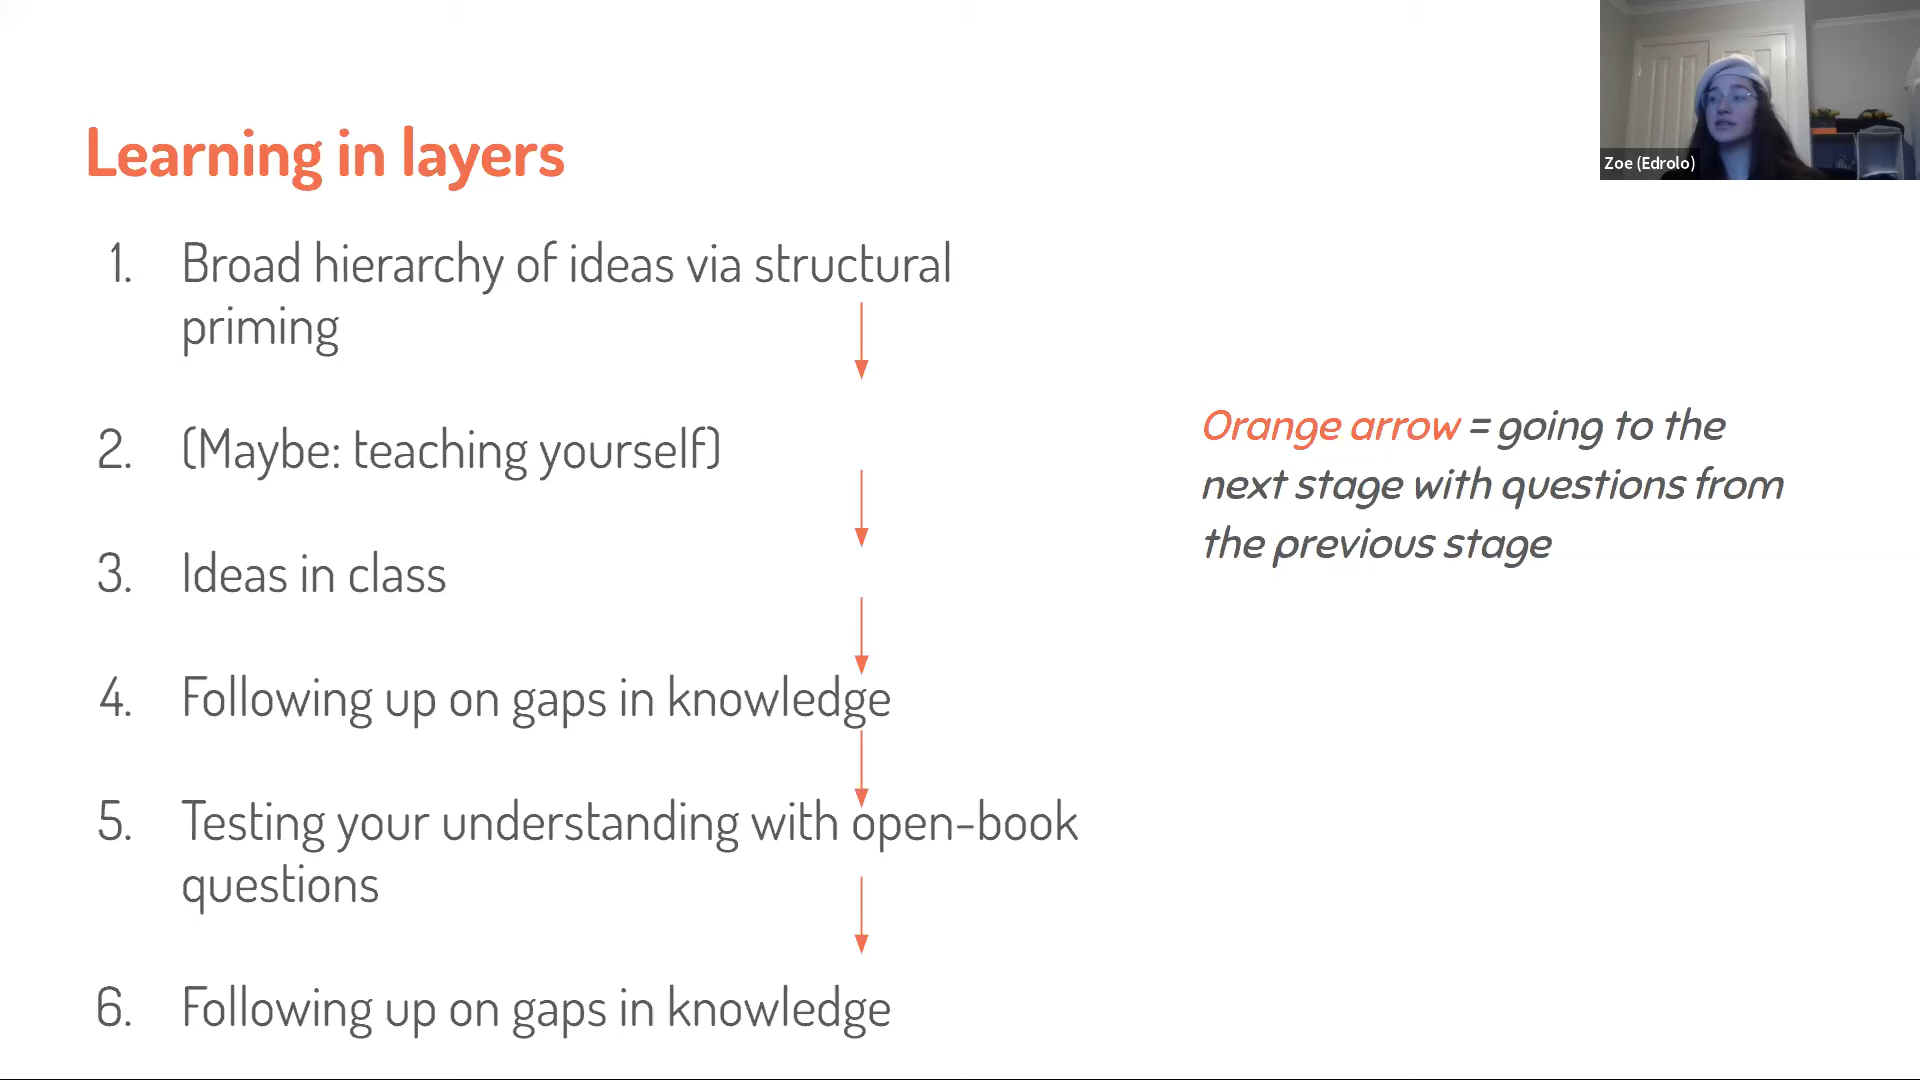 Learning in layers
1. Broad hierarchy of ideas via structural
priming
2. (Maybe: teaching yourself)
3. Ideas in class
4. Following up on gaps in knowledge
5. Testing your understanding with open-book
questions
6. Following up on gaps in knowledge
Orange arrow = going to the
next stage with questions from
the previous stage
Zoe (Edrolo)